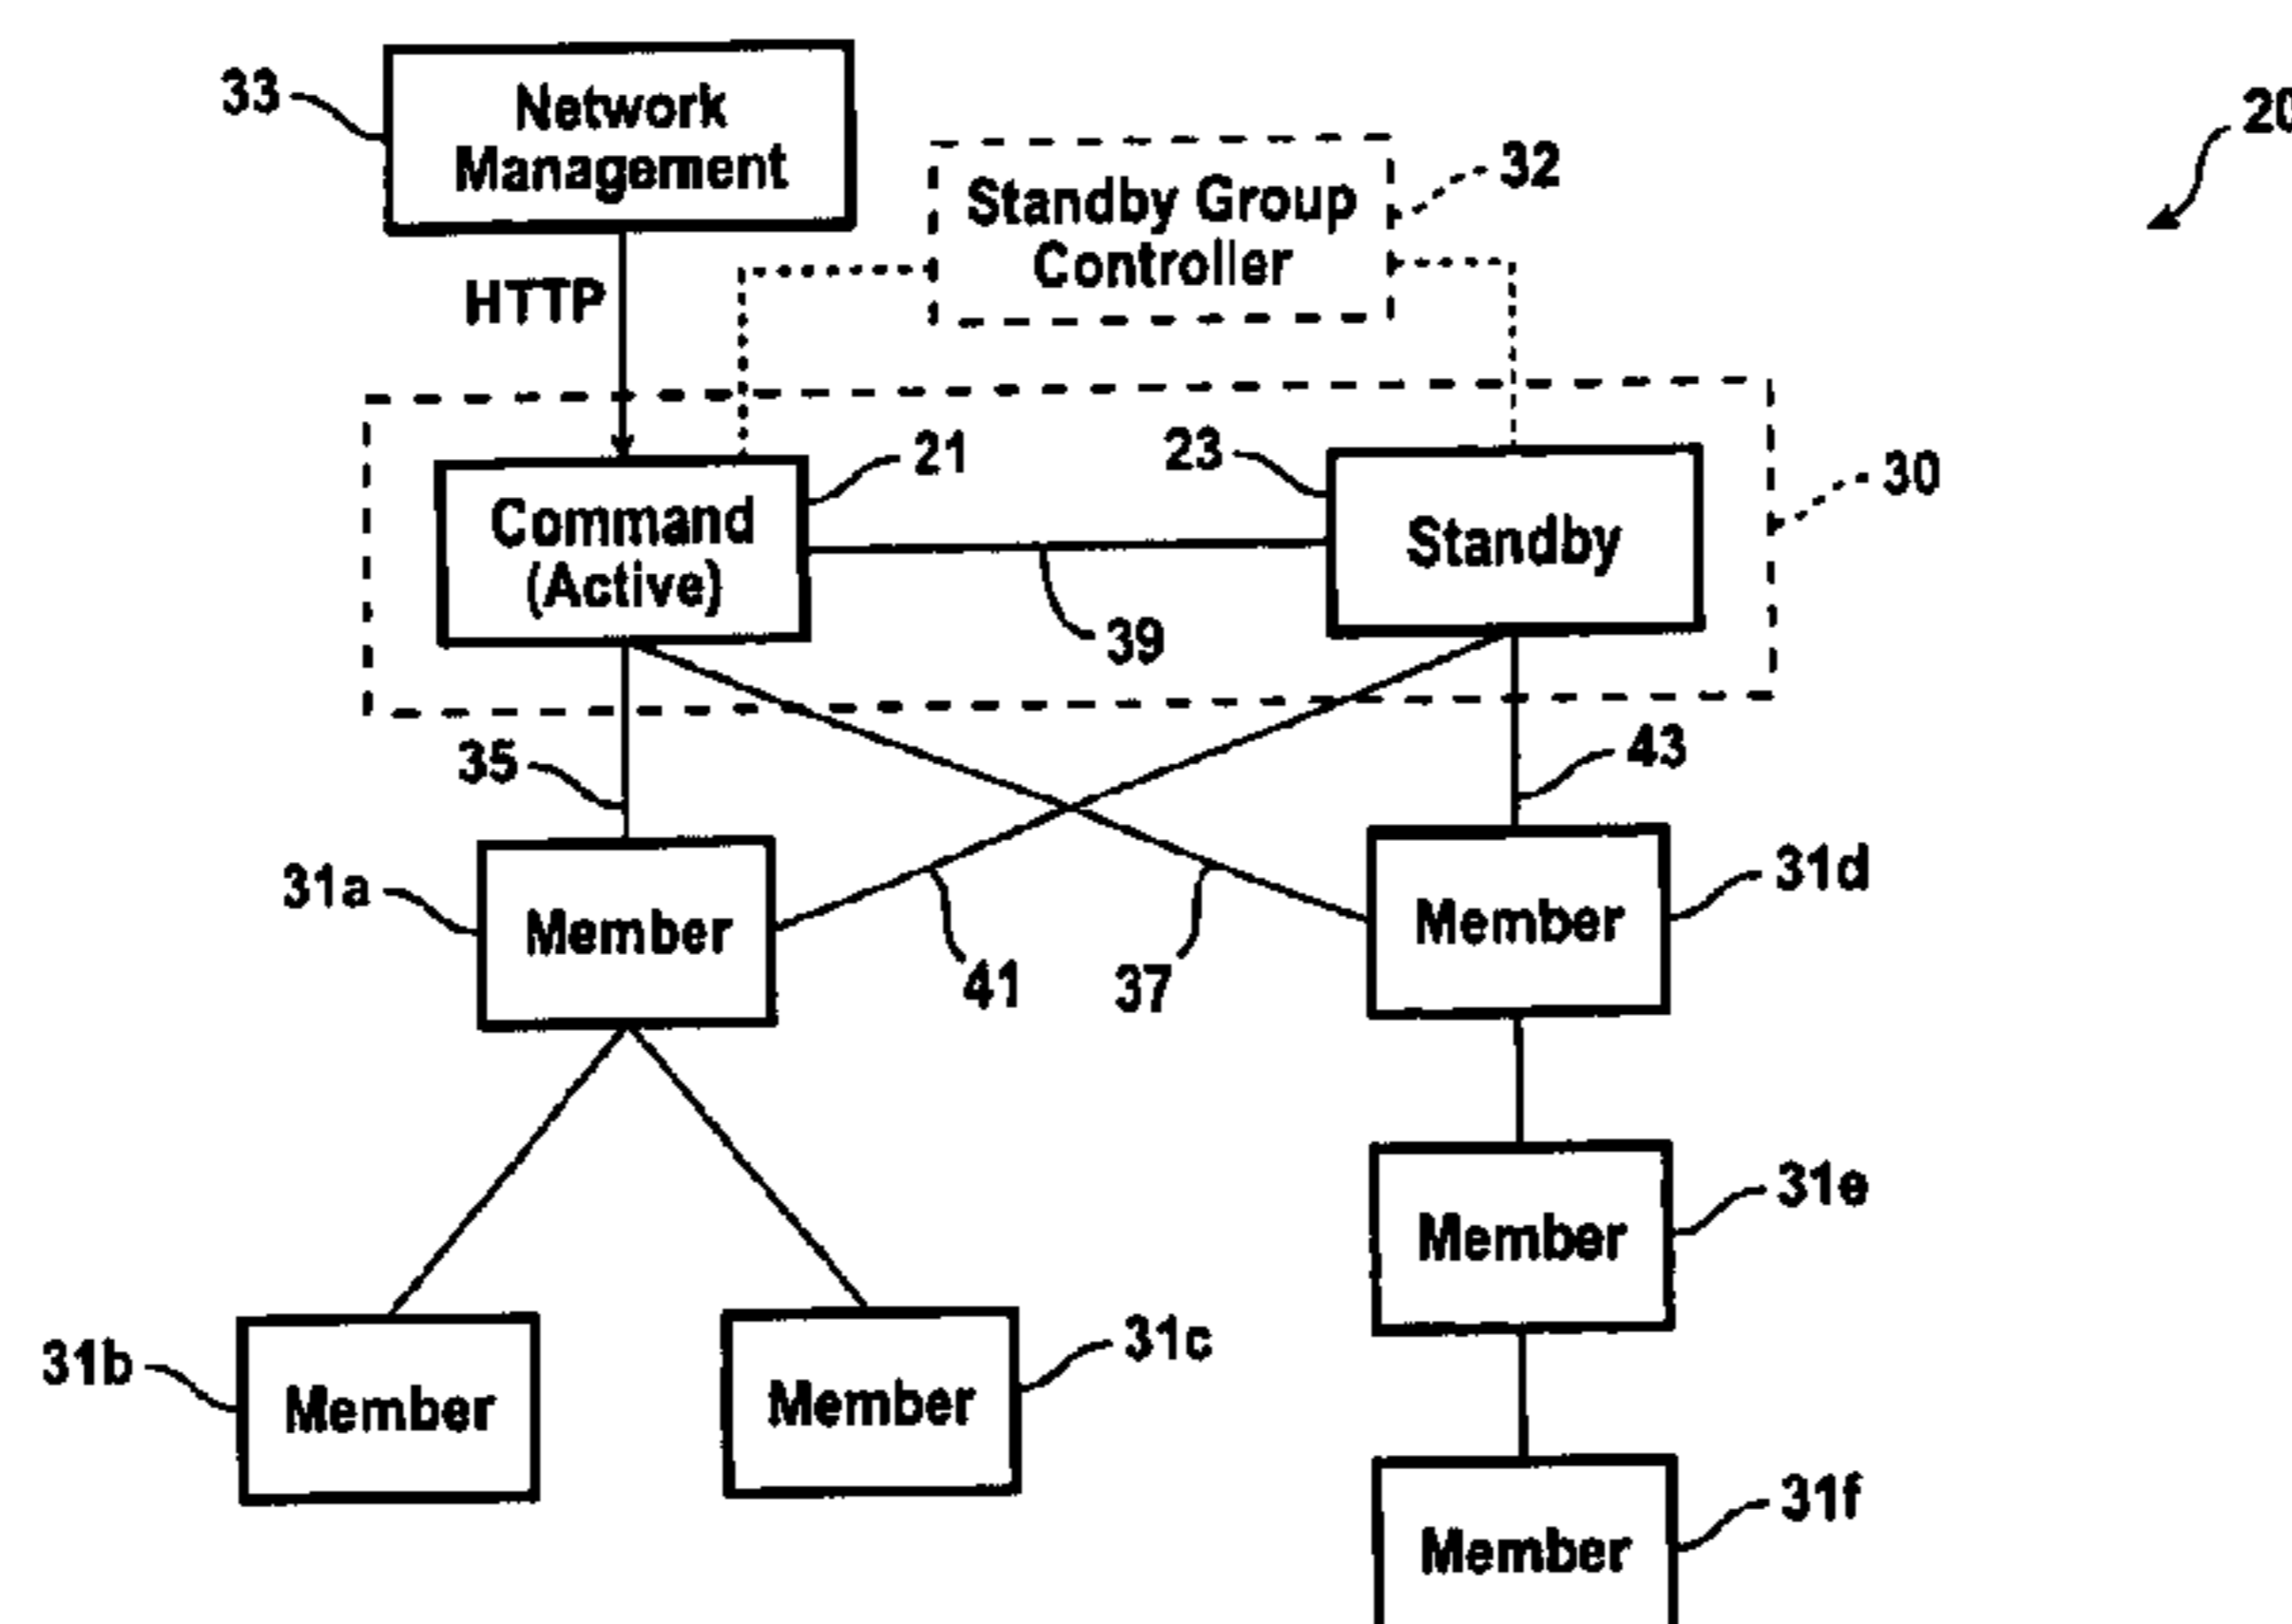 33
Network
Management
20
32
Standby Group
Controller
HTTP
21
23
30
Command
(Active)
Standby
39
35
43
31a
Member
31d
Member
41
37
31e
Member
31b
Member
31c
Member
31f
Member